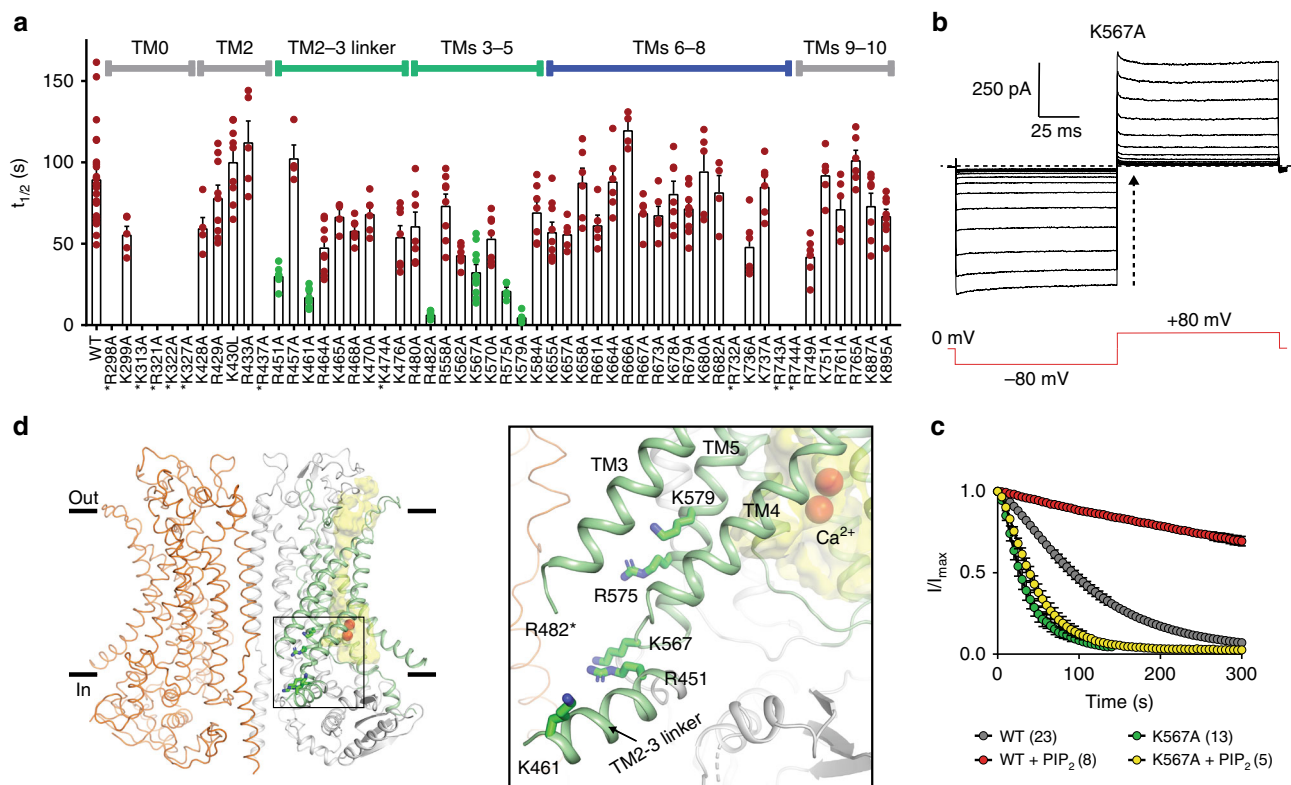 a
TM0 TM2 TM2–3 linker TMs 3–5 TMs 6–8 TMs 9–10
t1/2 (s)
150
100
50
0
WT
*R298A
K299A
*K313A
*R321A
*K322A
*K327A
K428A
R429A
K430L
R433A
*R437A
R451A
R457A
K461A
R464A
K465A
R468A
K470A
*K474A
K476A
R480A
R482A
R558A
K562A
K567A
K570A
R575A
K579A
K584A
K655A
K657A
K658A
R661A
K664A
R666A
K667A
R673A
K678A
R679A
K680A
K692A
*R732A
K736A
K737A
*R743A
*R744A
R749A
K751A
R761A
R765A
K887A
K895A
b
K567A
250 pA
25 ms
0 mV
+80 mV
–80 mV
d
Out
In
TM3
TM5
K579
TM4
Ca2+
R575
R482*
K567
R451
TM2-3 linker
K461
c
I/Imax
1.0
0.5
0.0
0 100 200 300
Time (s)
WT (23) K567A (13)
WT + PIP2 (8) K567A + PIP2 (5)